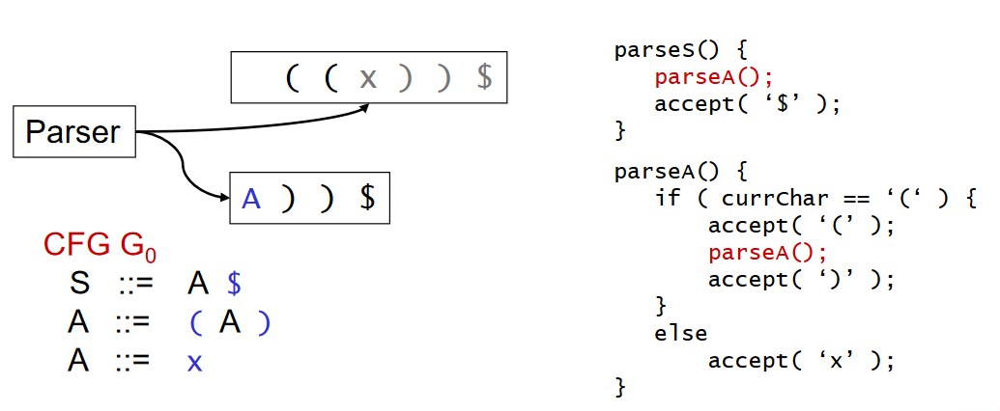 ( ( x ) ) $
Parser
A ) ) $
CFG G0
S ::= A $
A ::= ( A )
A ::= x
parseS() {
parseA();
accept( ‘$’ );
}
parseA() {
if ( currChar == ‘(‘ ) {
accept( ‘(’ );
parseA();
accept( ‘)’ );
}
else
accept( ‘x’ );
}